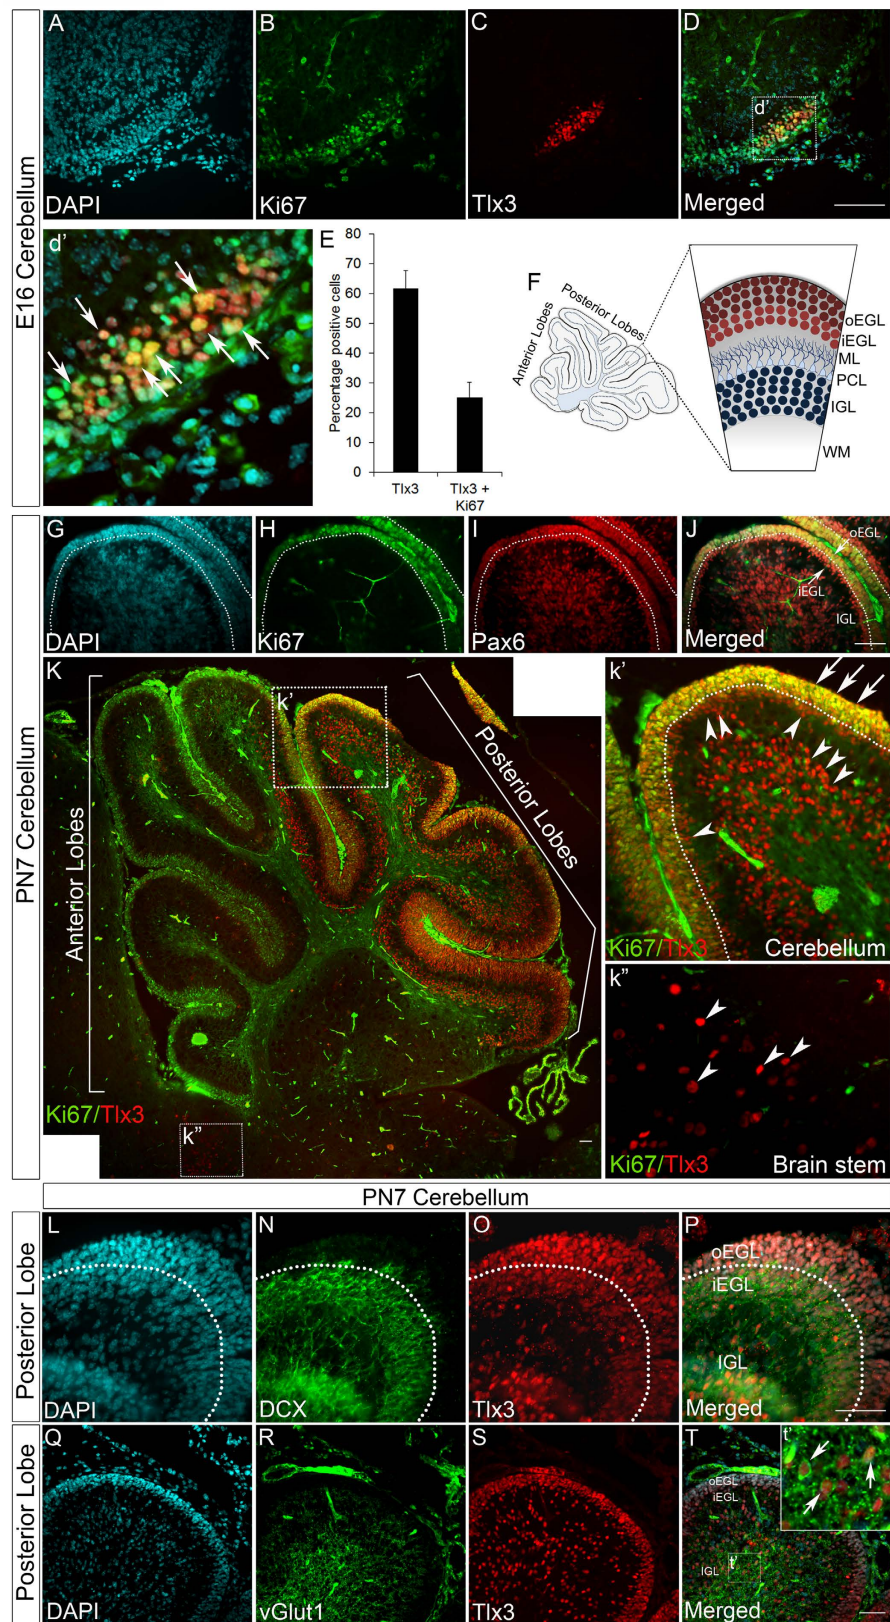 E16 Cerebellum
A
DAPI
B
Ki67
C
Tlx3
D
d'
Merged
d'
E
Percentage positive cells
80
70
60
50
40
30
20
10
0
Tlx3
Tlx3 +
Ki67
F
Anterior Lobes
Posterior Lobes
oEGL
iEGL
ML
PCL
IGL
WM
PN7 Cerebellum
G
DAPI
H
Ki67
I
Pax6
J
oEGL
iEGL
IGL
Merged
K
k'
Anterior Lobes
Posterior Lobes
Ki67/Tlx3
k"
k'
Ki67/Tlx3
Cerebellum
k"
Ki67/Tlx3
Brain stem
PN7 Cerebellum
Posterior Lobe
L
DAPI
N
DCX
O
Tlx3
P
oEGL
iEGL
IGL
Merged
Posterior Lobe
Q
DAPI
R
vGlut1
S
Tlx3
T
t'
oEGL
iEGL
IGL
t'
Merged